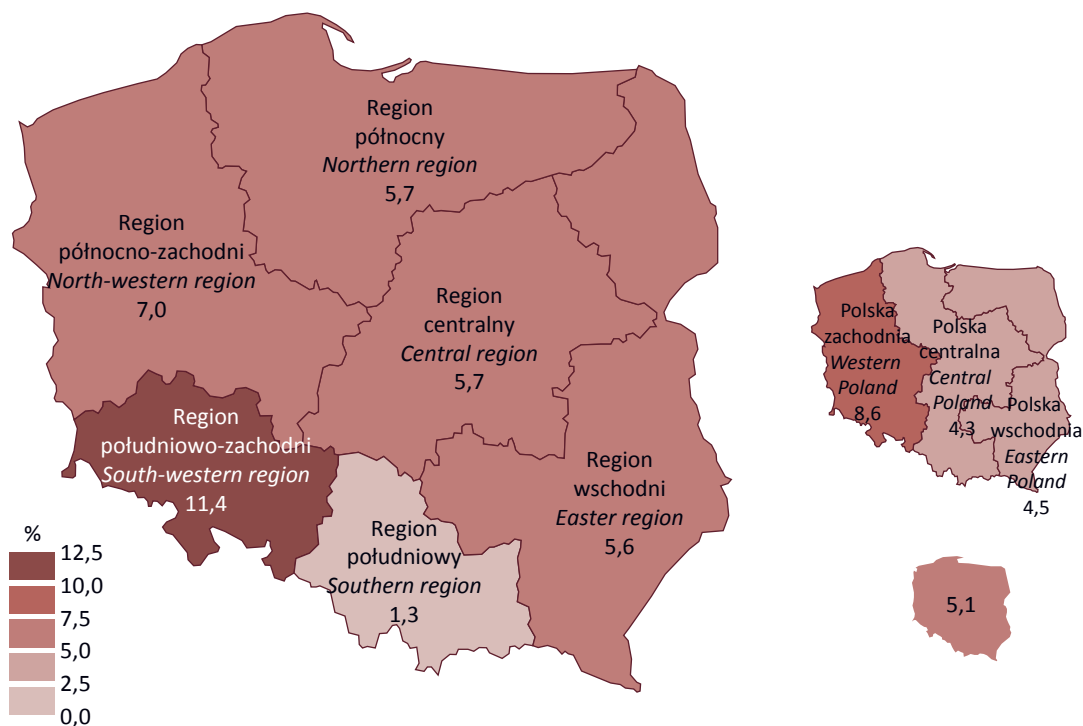 Region
północny
Northern region
5,7
Region
północno-zachodni
North-western region
7,0
Region
centralny
Central region
5,7
Region
południowo-zachodni
South-western region
11,4
Region
wschodni
Easter region
5,6
Region
południowy
Southern region
1,3
%
12,5
10,0
7,5
5,0
2,5
0,0
Polska
zachodnia
Western
Poland
8,6
Polska
centralna
Central
Poland
4,3
Polska
wschodnia
Eastern
Poland
4,5
5,1